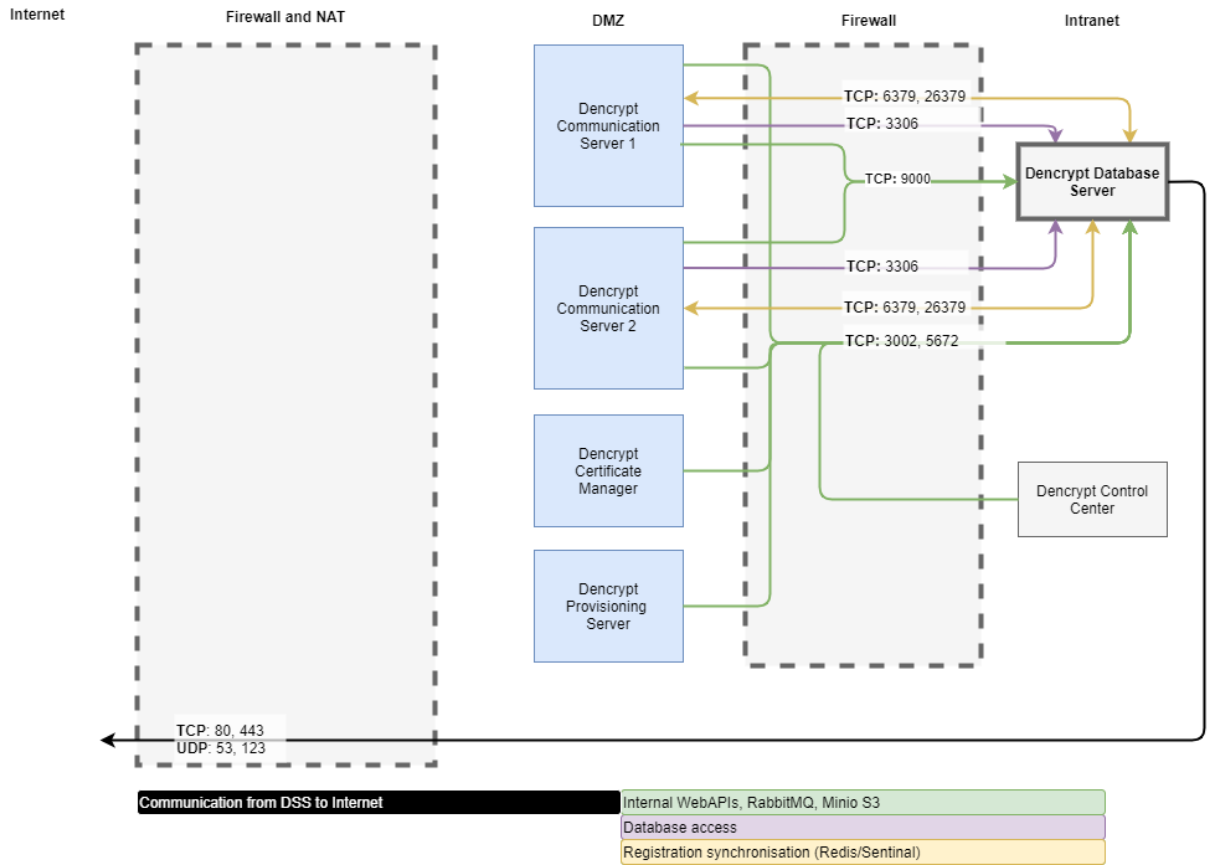 Internet
Firewall and NAT
DMZ
Firewall
Intranet
Dencrypt
Communication
Server 1
TCP: 6379, 26379
TCP: 3306
TCP: 9000
Dencrypt Database
Server
Dencrypt
Communication
Server 2
TCP: 3306
TCP: 6379, 26379
TCP: 3002, 5672
Dencrypt
Certificate
Manager
Dencrypt Control
Center
Dencrypt
Provisioning
Server
TCP: 80, 443
UDP: 53, 123
Communication from DSS to Internet
Internal WebAPIs, RabbitMQ, Minio S3
Database access
Registration synchronisation (Redis/Sentinal)